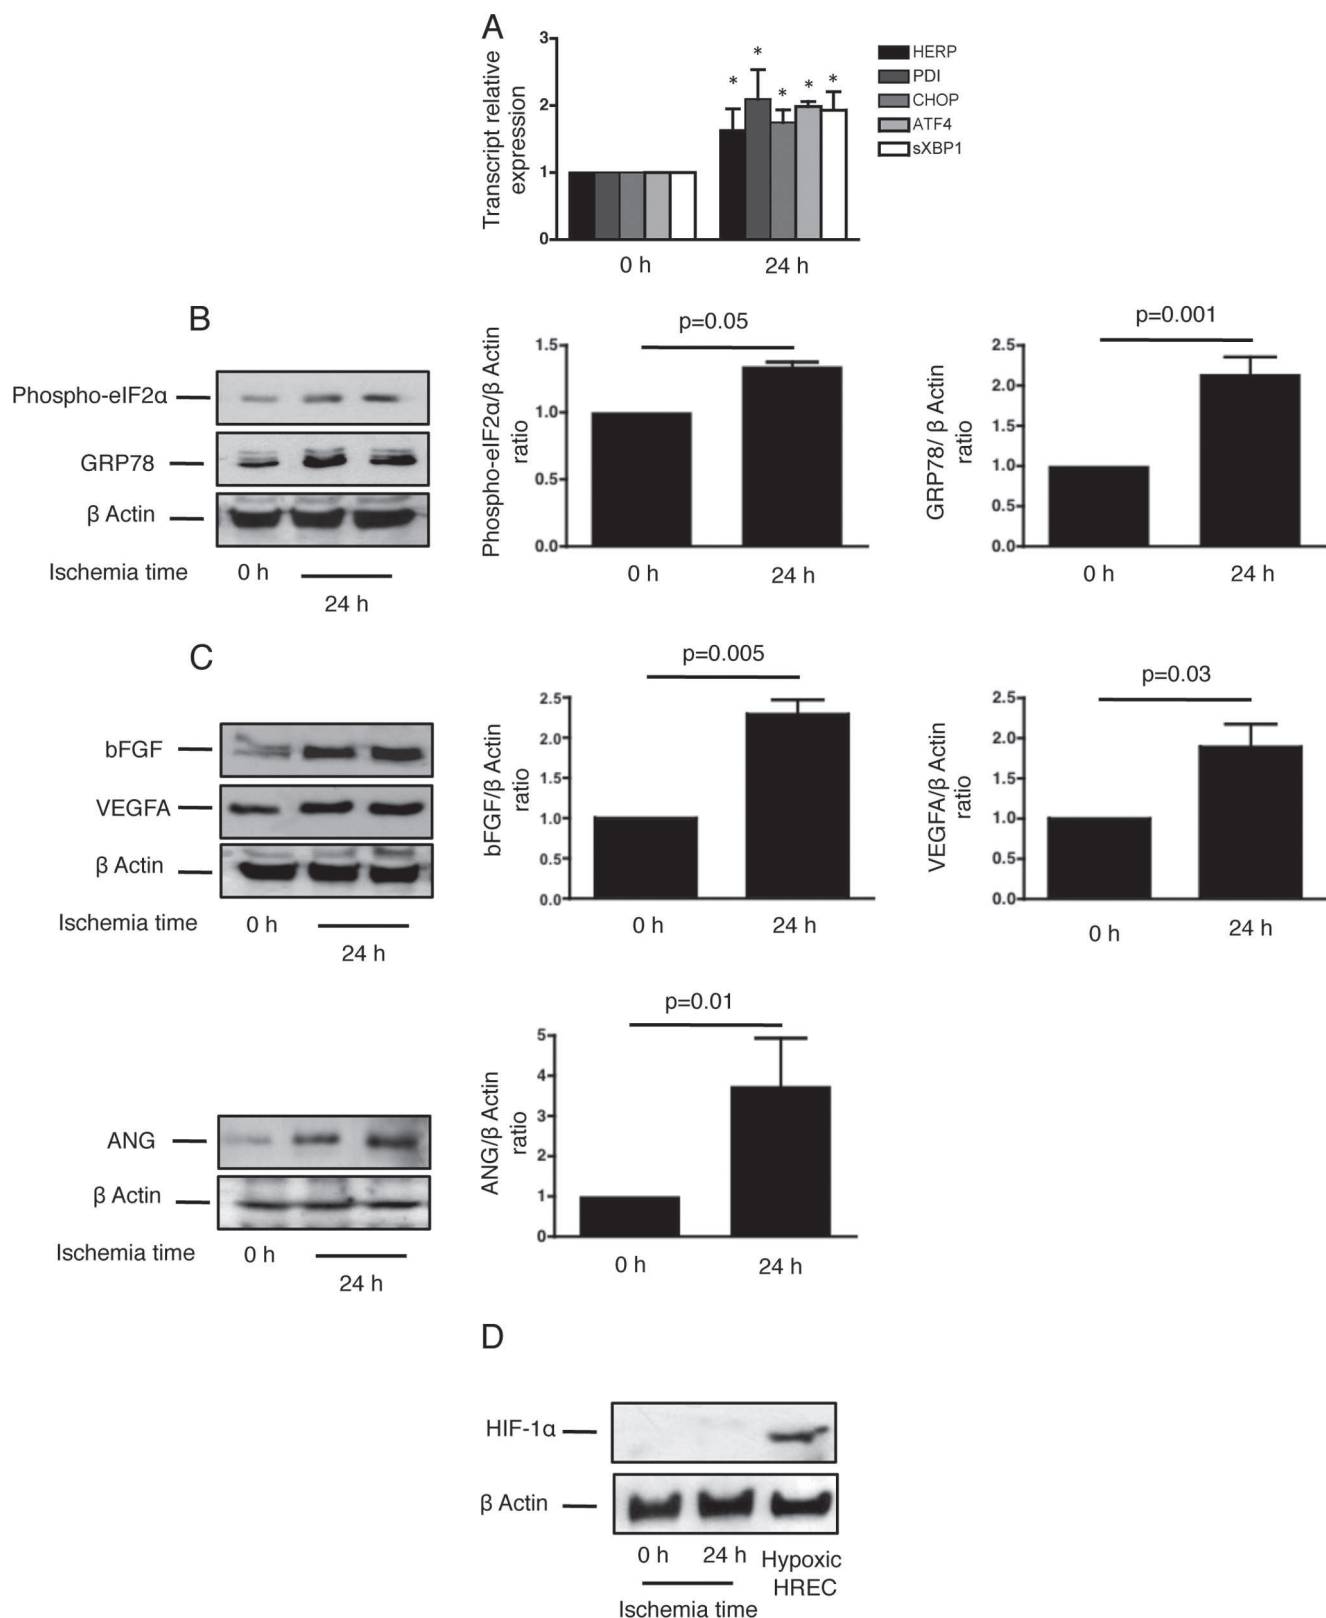 A
Transcript relative
expression
3
2
1
0
* * * * *
0 h 24 h
HERP
PDI
CHOP
ATF4
sXBP1
B
Phospho-eIF2α
GRP78
β Actin
Ischemia time 0 h
24 h
p=0.05
Phospho-eIF2α/β Actin
ratio
1.5
1.0
0.5
0.0
0 h 24 h
p=0.001
GRP78/ β Actin
ratio
2.5
2.0
1.5
1.0
0.5
0.0
0 h 24 h
C
bFGF
VEGFA
β Actin
Ischemia time 0 h
24 h
p=0.005
bFGF/β Actin
ratio
2.5
2.0
1.5
1.0
0.5
0.0
0 h 24 h
p=0.03
VEGFA/β Actin
ratio
2.5
2.0
1.5
1.0
0.5
0.0
0 h 24 h
ANG
β Actin
Ischemia time 0 h
24 h
p=0.01
ANG/β Actin
ratio
5
4
3
2
1
0
0 h 24 h
D
HIF-1α
β Actin
0 h 24 h Hypoxic
HREC
Ischemia time